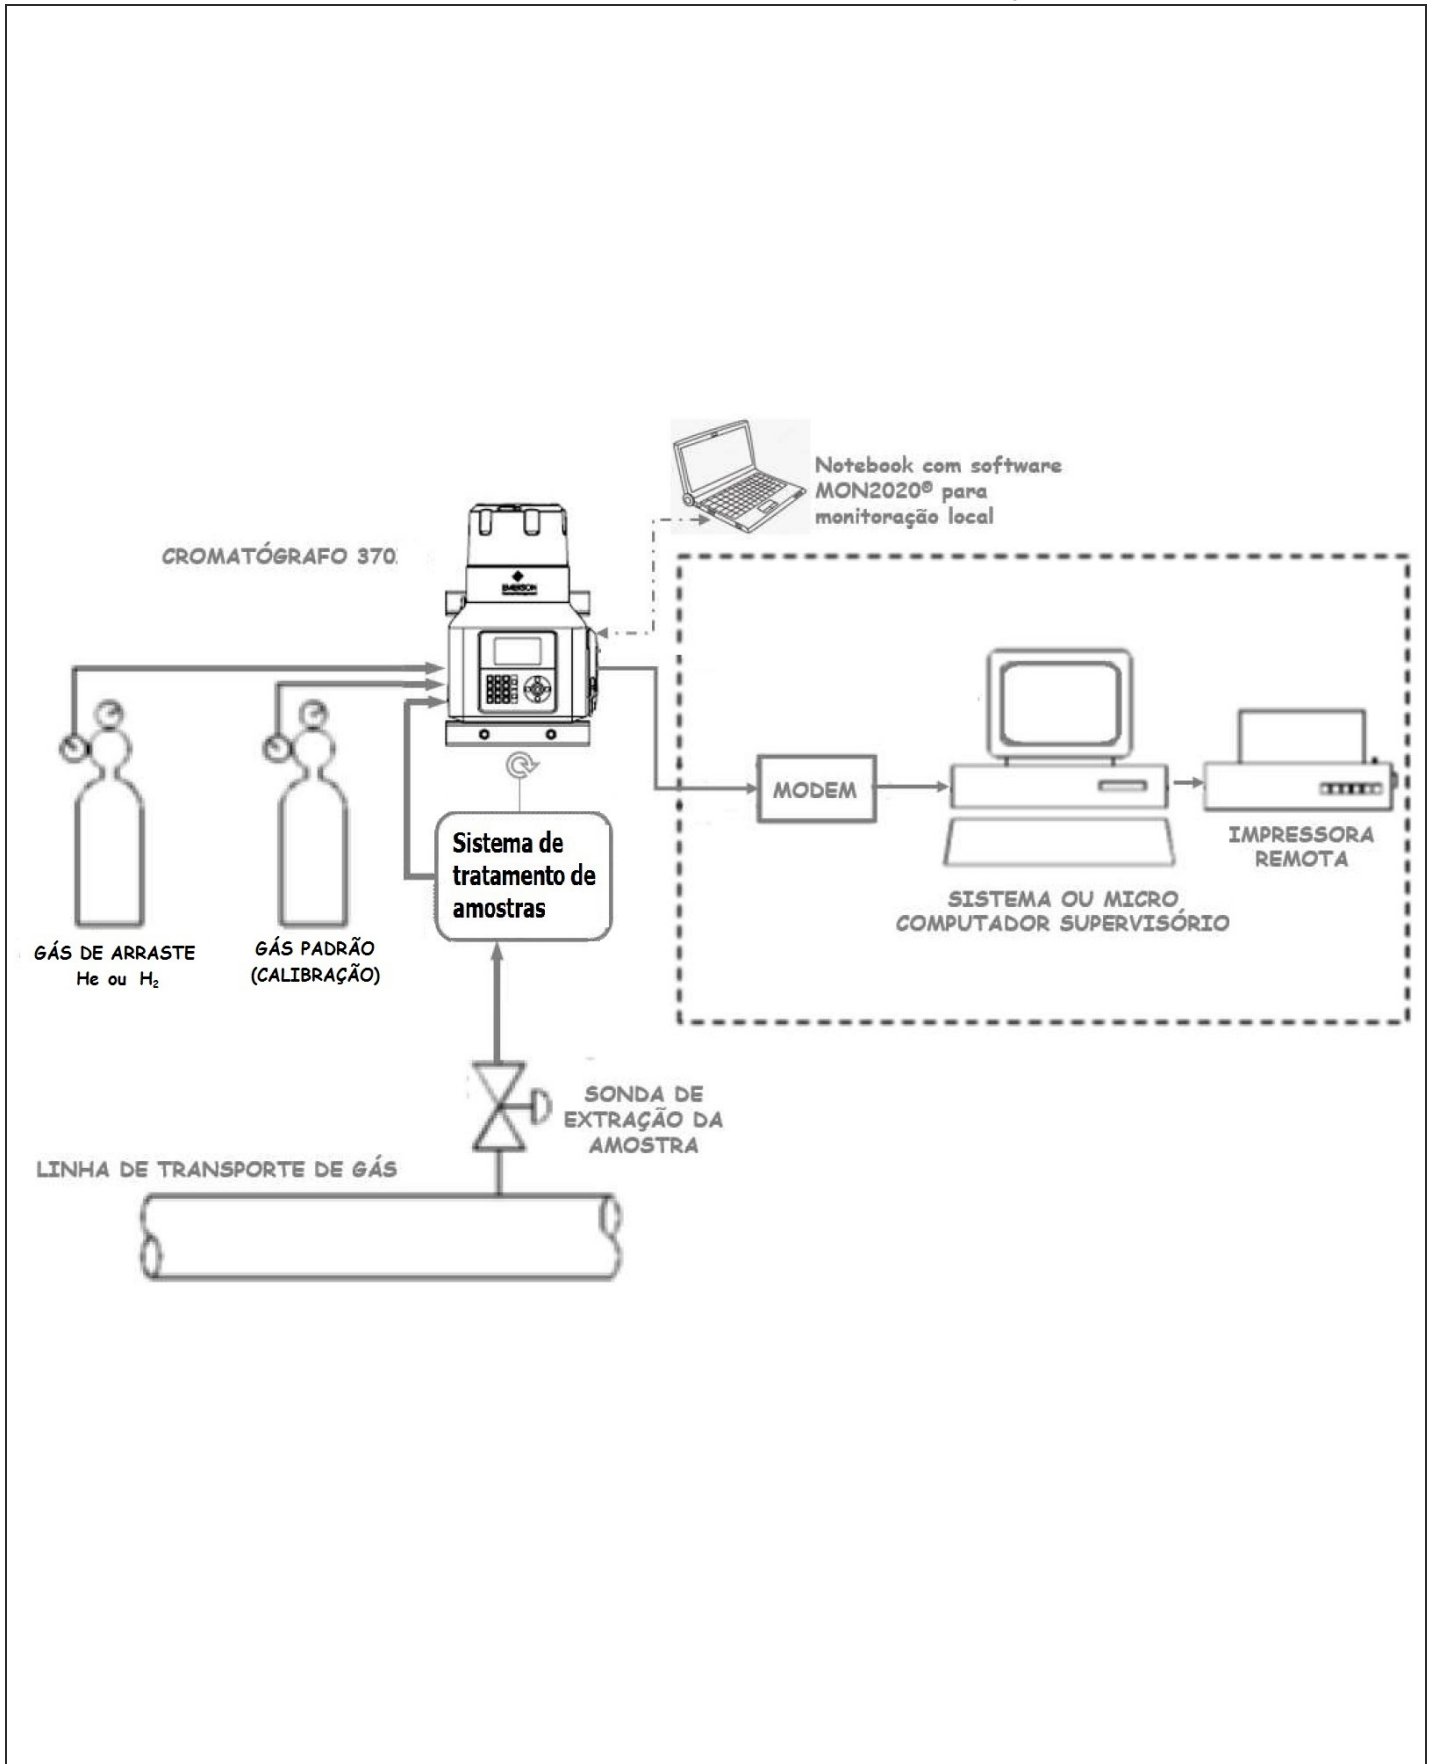 Notebook com software
MON2020® para
monitoração local
CROMATÓGRAFO 370
EMERSON
MODEM
IMPRESSORA
REMOTA
SISTEMA OU MICRO
COMPUTADOR SUPERVISÓRIO
Sistema de
tratamento de
amostras
GÁS DE ARRASTE
He ou H₂
GÁS PADRÃO
(CALIBRAÇÃO)
SONDA DE
EXTRAÇÃO DA
AMOSTRA
LINHA DE TRANSPORTE DE GÁS